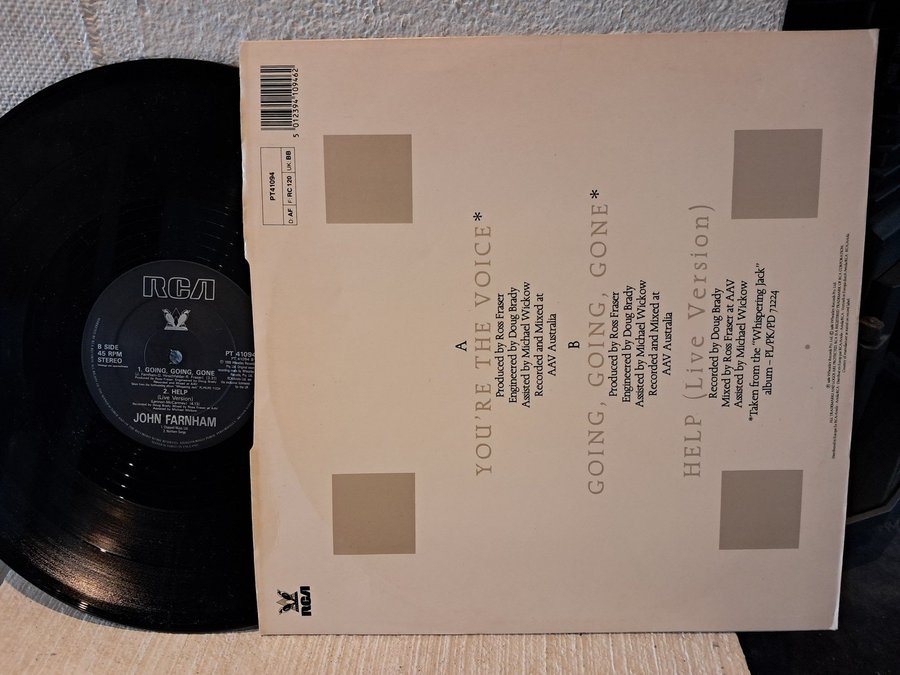 RCA
B SIDE
45 RPM
STEREO
PT 41094
1. GOING, GOING, GONE
2. HELP
(Live Version)
(Lennon-McCartney)
JOHN FARNHAM
5 012394 109462
PT41094
D: AF F: RC 120 UK: BB
A
YOU'RE THE VOICE*
Produced by Ross Fraser
Engineered by Doug Brady
Assisted by Michael Wickow
Recorded and Mixed at
AAV Australia
B
GOING, GOING, GONE*
Produced by Ross Fraser
Engineered by Doug Brady
Assisted by Michael Wickow
Recorded and Mixed at
AAV Australia
HELP (Live Version)
Recorded by Doug Brady
Mixed by Ross Fraser at AAV
Assisted by Michael Wickow
*Taken from the "Whispering Jack"
album - PL/PK/PD 71224
RCA